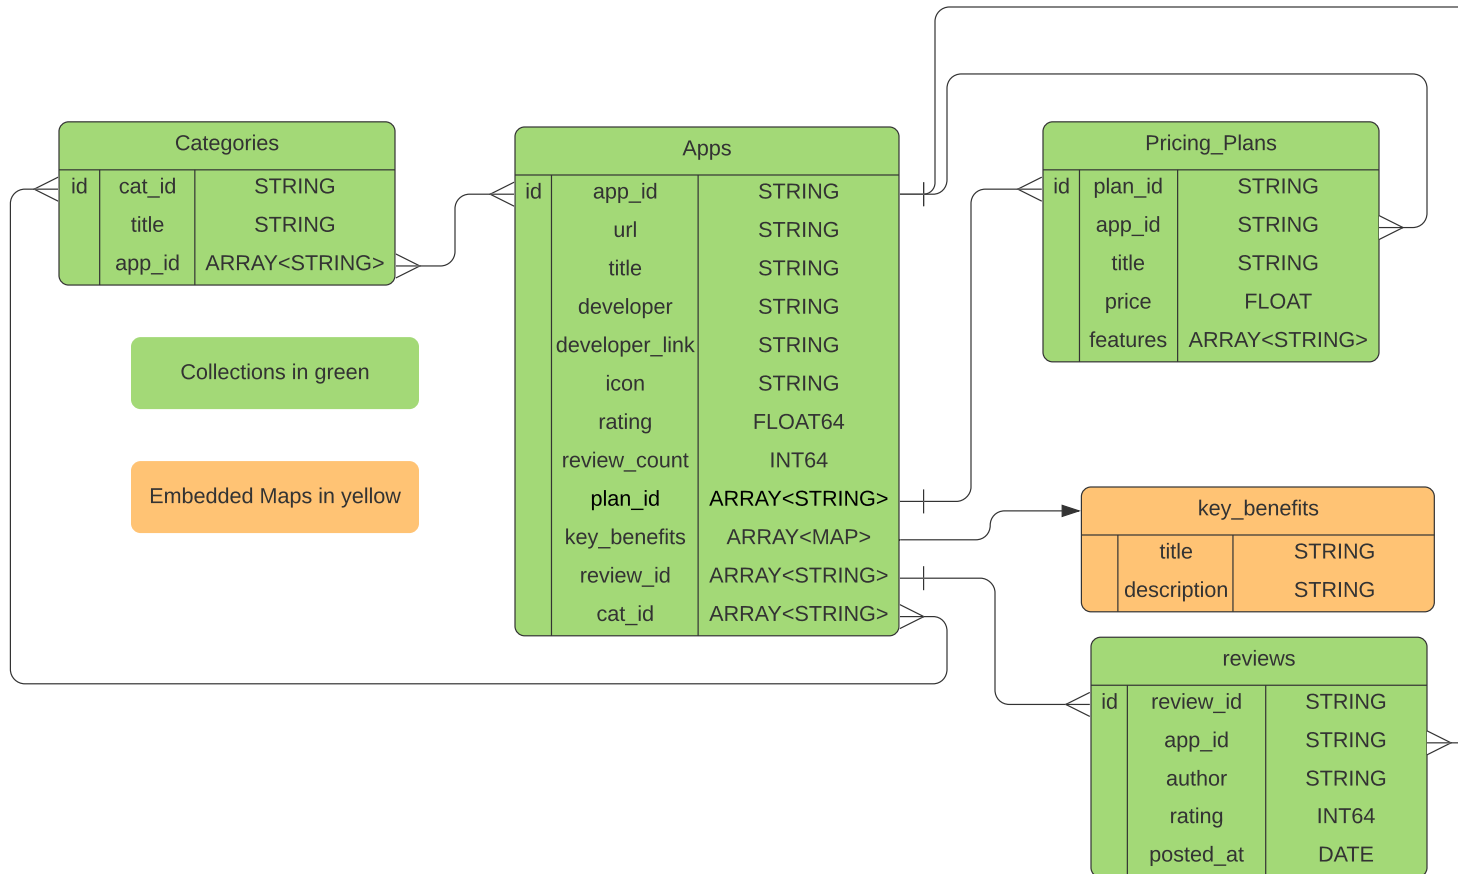 Categories
id cat_id STRING
title STRING
app_id ARRAY<STRING>
Collections in green
Embedded Maps in yellow
Apps
id app_id STRING
url STRING
title STRING
developer STRING
developer_link STRING
icon STRING
rating FLOAT64
review_count INT64
plan_id ARRAY<STRING>
key_benefits ARRAY<MAP>
review_id ARRAY<STRING>
cat_id ARRAY<STRING>
Pricing_Plans
id plan_id STRING
app_id STRING
title STRING
price FLOAT
features ARRAY<STRING>
key_benefits
title STRING
description STRING
reviews
id review_id STRING
app_id STRING
author STRING
rating INT64
posted_at DATE